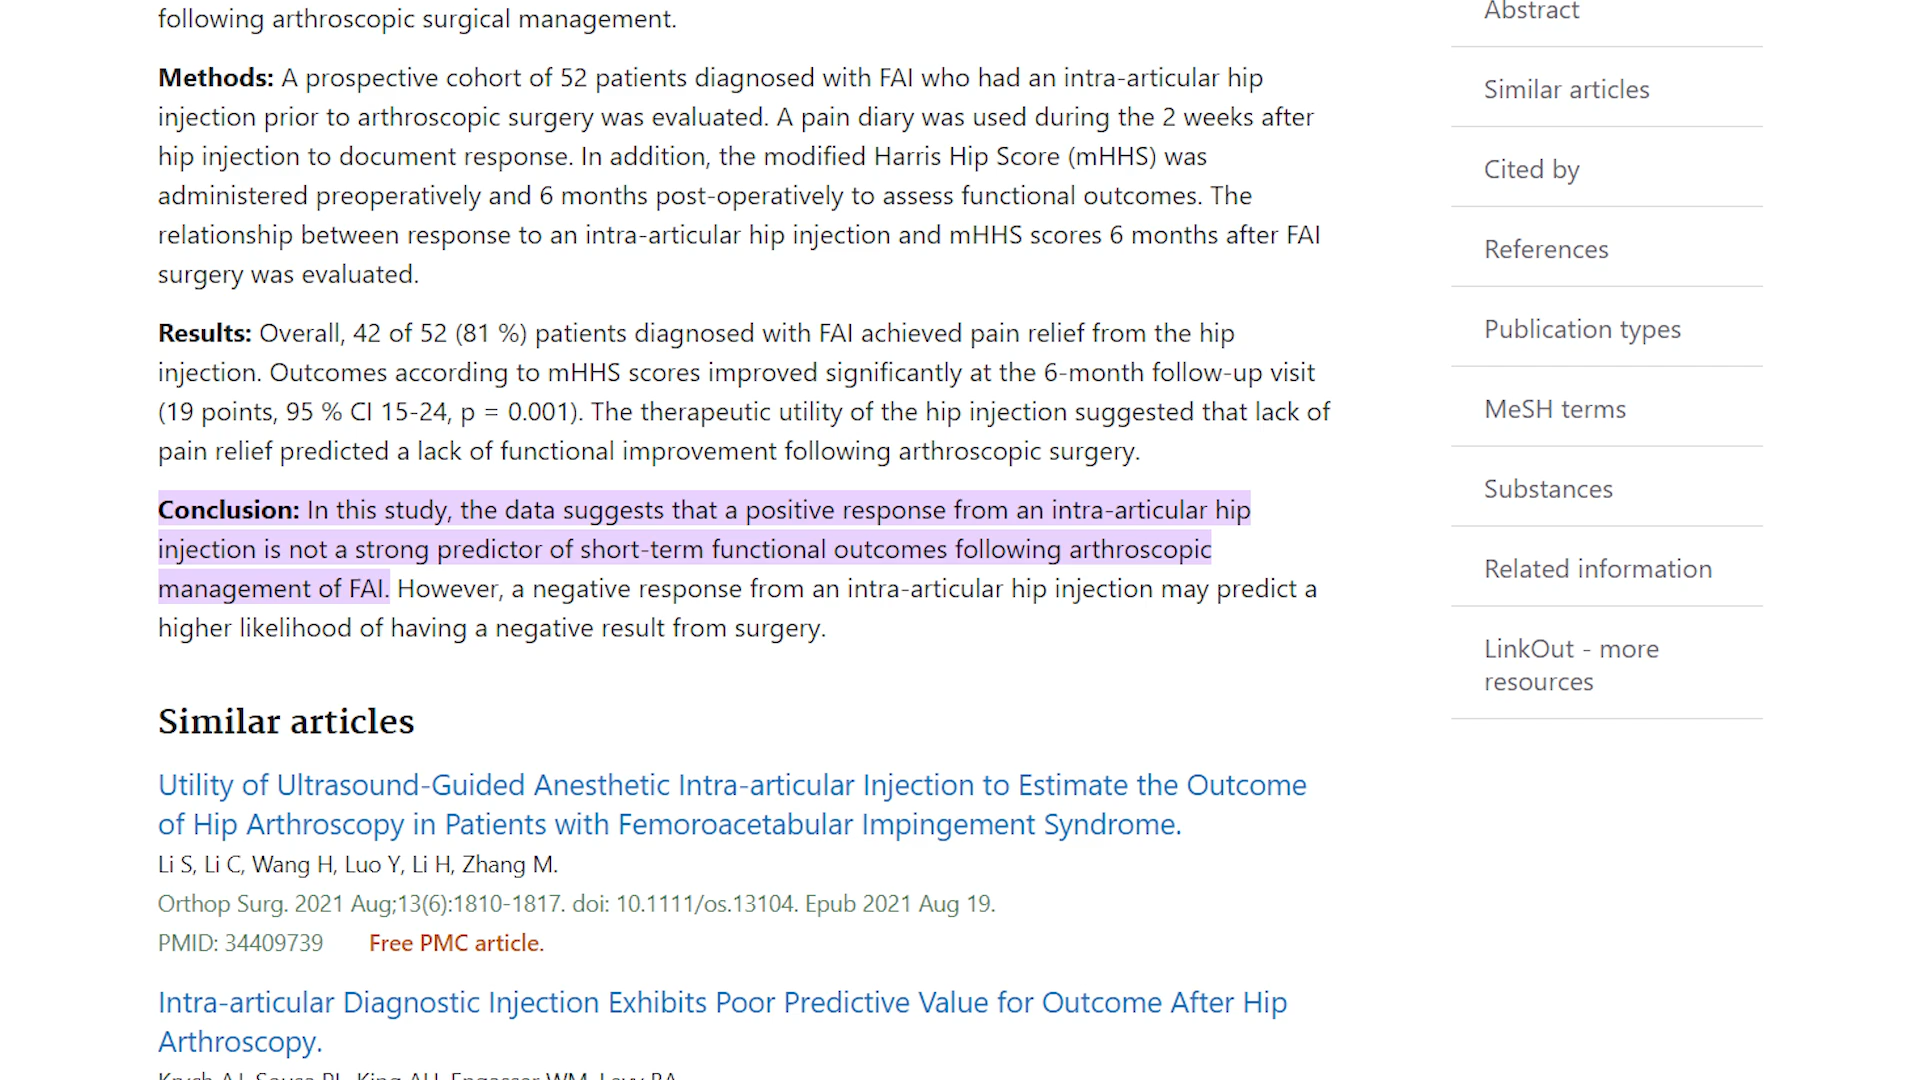 following arthroscopic surgical management.
Methods: A prospective cohort of 52 patients diagnosed with FAI who had an intra-articular hip
injection prior to arthroscopic surgery was evaluated. A pain diary was used during the 2 weeks after
hip injection to document response. In addition, the modified Harris Hip Score (mHHS) was
administered preoperatively and 6 months post-operatively to assess functional outcomes. The
relationship between response to an intra-articular hip injection and mHHS scores 6 months after FAI
surgery was evaluated.
Results: Overall, 42 of 52 (81 %) patients diagnosed with FAI achieved pain relief from the hip
injection. Outcomes according to mHHS scores improved significantly at the 6-month follow-up visit
(19 points, 95 % CI 15-24, p = 0.001). The therapeutic utility of the hip injection suggested that lack of
pain relief predicted a lack of functional improvement following arthroscopic surgery.
Conclusion: In this study, the data suggests that a positive response from an intra-articular hip
injection is not a strong predictor of short-term functional outcomes following arthroscopic
management of FAI. However, a negative response from an intra-articular hip injection may predict a
higher likelihood of having a negative result from surgery.
Similar articles
Utility of Ultrasound-Guided Anesthetic Intra-articular Injection to Estimate the Outcome
of Hip Arthroscopy in Patients with Femoroacetabular Impingement Syndrome.
Li S, Li C, Wang H, Luo Y, Li H, Zhang M.
Orthop Surg. 2021 Aug;13(6):1810-1817. doi: 10.1111/os.13104. Epub 2021 Aug 19.
PMID: 34409739 Free PMC article.
Intra-articular Diagnostic Injection Exhibits Poor Predictive Value for Outcome After Hip
Arthroscopy.
Krych AJ, Sousa PL, King AH, Engasser WM, Levy BA
Abstract
Similar articles
Cited by
References
Publication types
MeSH terms
Substances
Related information
LinkOut - more
resources